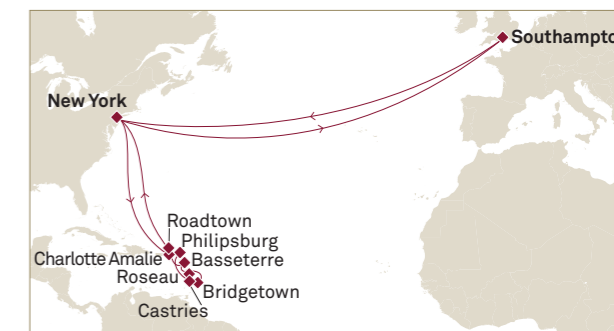 Southampto
New York
Roadtown
Philipsburg
Charlotte Amalie
Basseterre
Roseau
Bridgetown
Castries